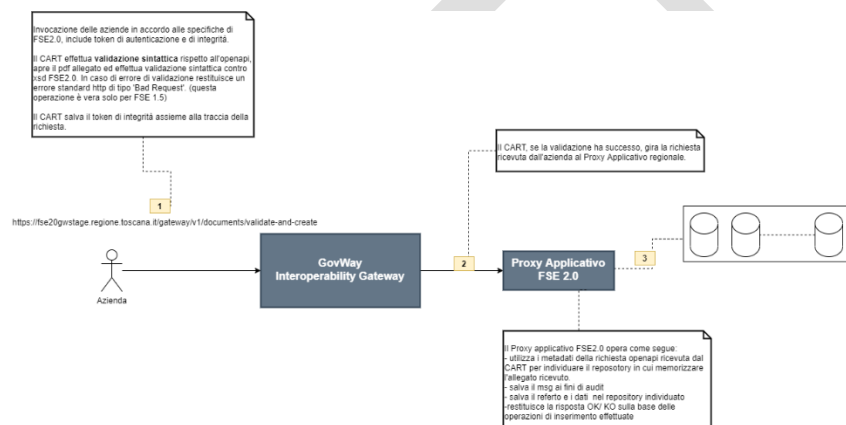 Invocazione delle aziende in accordo alle specifiche di
FSE2.0, include token di autenticazione e di integrità.
Il CART effettua validazione sintattica rispetto all'openapi,
apre il pdf allegato ed effettua validazione sintattica contro
xsd FSE2.0. In caso di errore di validazione restituisce un
errore standard http di tipo 'Bad Request'. (questa
operazione è vera solo per FSE 1.5)
Il CART salva il token di integrità assieme alla traccia della
richiesta.
Il CART, se la validazione ha successo, gira la richiesta
ricevuta dall'azienda al Proxy Applicativo regionale.
1
https://fse20gwstage.regione.toscana.it/gateway/v1/documents/validate-and-create
Azienda
GovWay
Interoperability Gateway
2
Proxy Applicativo
FSE 2.0
3
Il Proxy applicativo FSE2.0 opera come segue:
- utilizza i metadati della richiesta openapi ricevuta dal
CART per individuare il reposotory in cui memorizzare
l'allegato ricevuto.
- salva il msg ai fini di audit
- salva il referto e i dati nel repository individuato
-restituisce la risposta OK/ KO sulla base delle
operazioni di inserimento effettuate